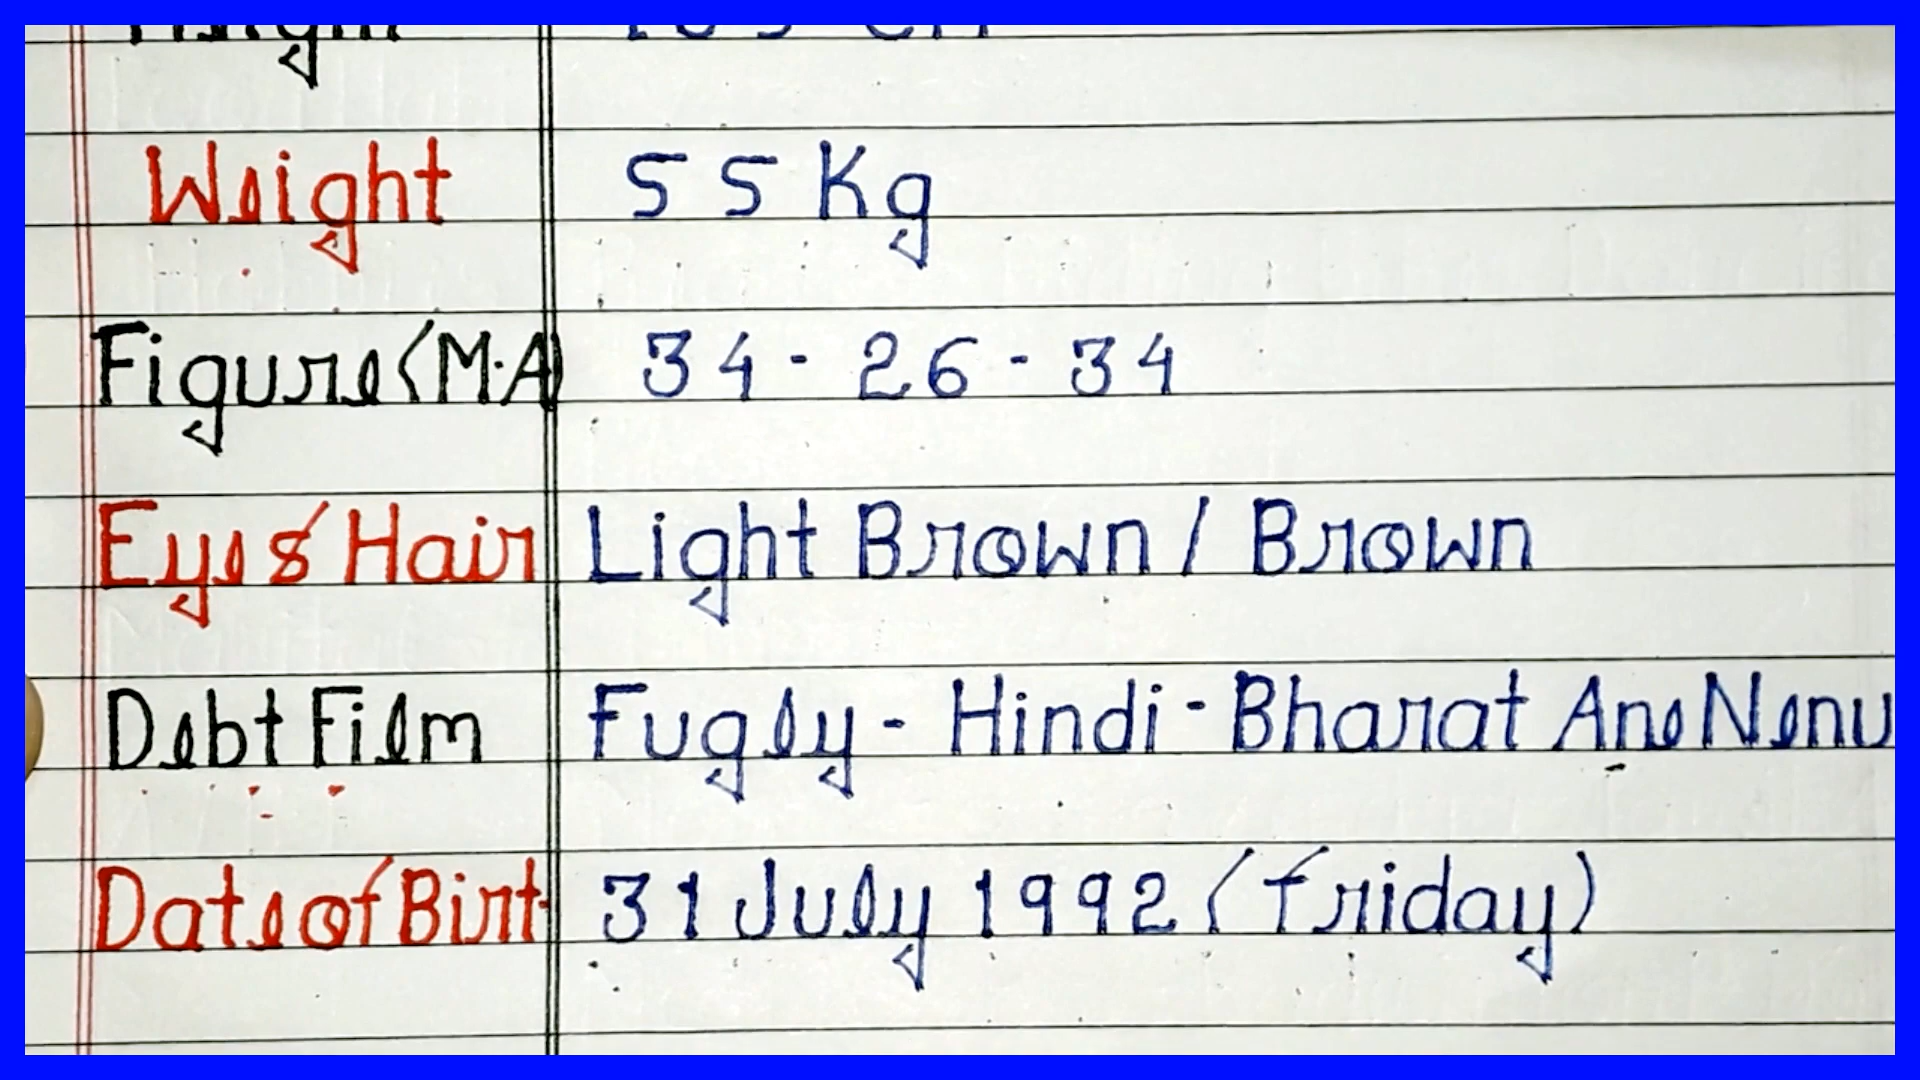 Weight 55 Kg
Figure (M.A) 34-26-34
Eye & Hair Light Brown / Brown
Debt Film Fugly - Hindi - Bharat Ane Nenu
Date of Birt 31 July 1992 (friday)